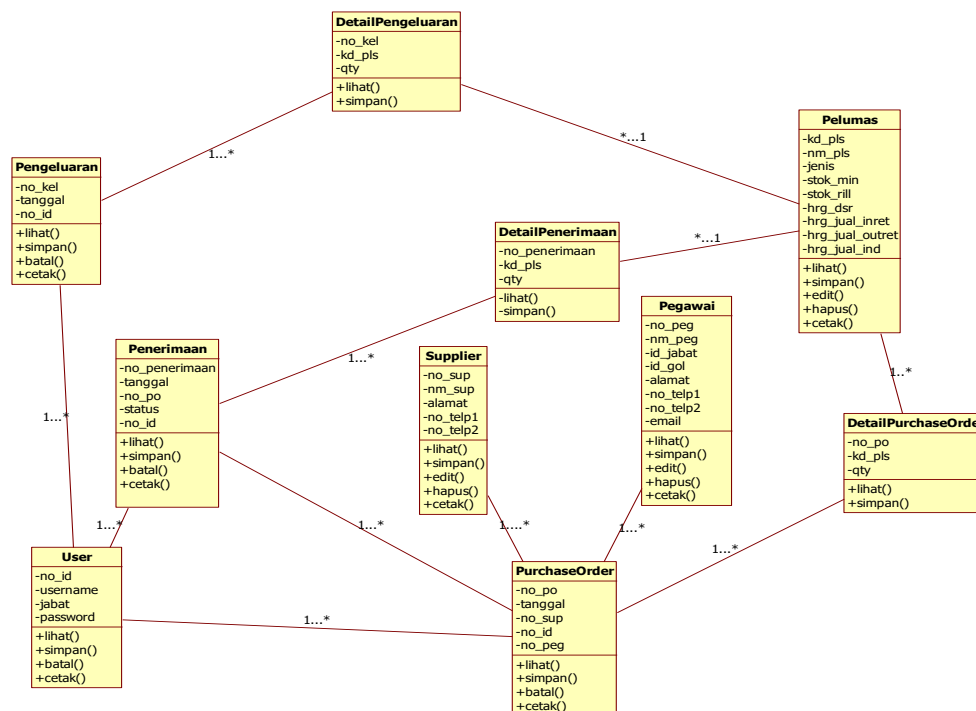 DetailPengeluaran
-no_kel
-kd_pls
-qty
+lihat()
+simpan()
Pelumas
-kd_pls
-nm_pls
-jenis
-stok_min
-stok_rill
-hrg_dsr
-hrg_jual_inret
-hrg_jual_outret
-hrg_jual_ind
+lihat()
+simpan()
+edit()
+hapus()
+cetak()
*...1
1...*
Pengeluaran
-no_kel
-tanggal
-no_id
+lihat()
+simpan()
+batal()
+cetak()
DetailPenerimaan
-no_penerimaan
-kd_pls
-qty
-lihat()
-simpan()
*...1
Pegawai
-no_peg
-nm_peg
-id_jabat
-id_gol
-alamat
-no_telp1
-no_telp2
-email
+lihat()
+simpan()
+edit()
+hapus()
+cetak()
Penerimaan
-no_penerimaan
-tanggal
-no_po
-status
-no_id
+lihat()
+simpan()
+batal()
+cetak()
1...*
Supplier
-no_sup
-nm_sup
-alamat
-no_telp1
-no_telp2
+lihat()
+simpan()
+edit()
+hapus()
+cetak()
1..*
DetailPurchaseOrder
-no_po
-kd_pls
-qty
+lihat()
+simpan()
1...*
1...*
1...*
1....*
1...*
1...*
User
-no_id
-username
-jabat
-password
+lihat()
+simpan()
+batal()
+cetak()
1...*
PurchaseOrder
-no_po
-tanggal
-no_sup
-no_id
-no_peg
+lihat()
+simpan()
+batal()
+cetak()